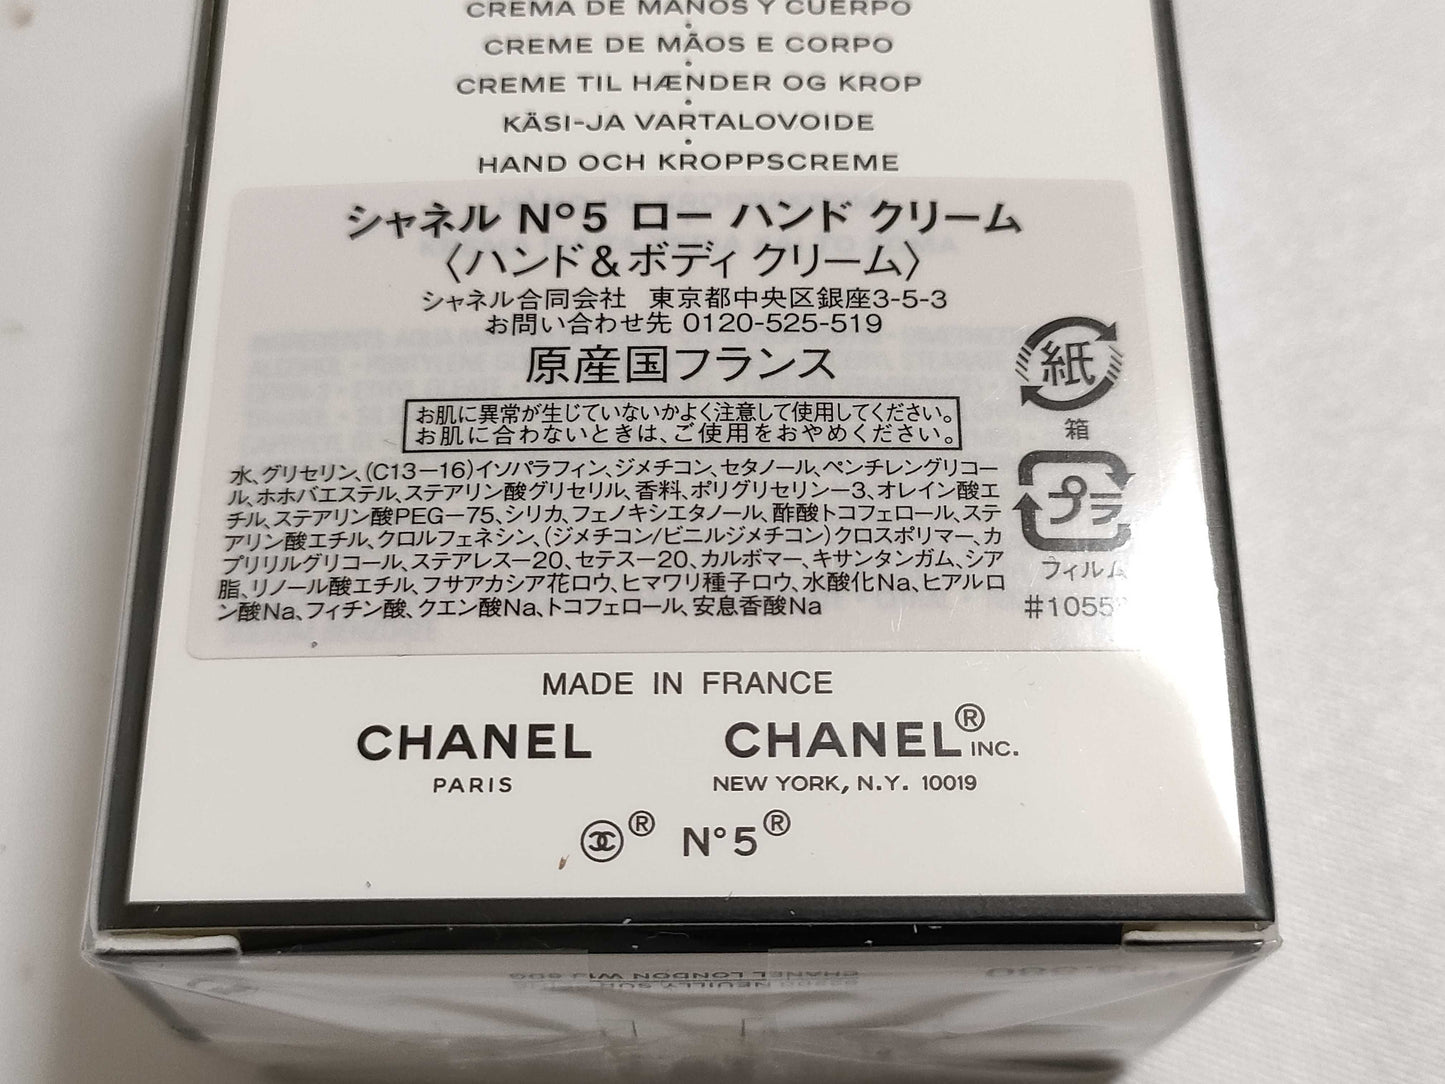 CREMA DE MANOS Y CUERPO
CREME DE MÃOS E CORPO
CREME TIL HÆNDER OG KROP
KÄSI-JA VARTALOVOIDE
HAND OCH KROPPSCREME
シャネル N°5 ロー ハンド クリーム
〈ハンド＆ボディ クリーム〉
シャネル合同会社 東京都中央区銀座3-5-3
お問い合わせ先 0120-525-519
原産国フランス
お肌に異常が生じていないかよく注意して使用してください。
お肌に合わないときは、ご使用をおやめください。
水、グリセリン、(C13－16)イソパラフィン、ジメチコン、セタノール、ペンチレングリコー
ル、ホホバエステル、ステアリン酸グリセリル、香料、ポリグリセリン－3、オレイン酸エ
チル、ステアリン酸PEG－75、シリカ、フェノキシエタノール、酢酸トコフェロール、ステ
アリン酸エチル、クロルフェネシン、(ジメチコン/ビニルジメチコン)クロスポリマー、カ
プリリルグリコール、ステアレス－20、セテス－20、カルボマー、キサンタンガム、シア
脂、リノール酸エチル、フサアカシア花ロウ、ヒマワリ種子ロウ、水酸化Na、ヒアルロ
ン酸Na、フィチン酸、クエン酸Na、トコフェロール、安息香酸Na
紙
箱
プラ
フィルム
MADE IN FRANCE
CHANEL
PARIS
CHANEL® INC.
NEW YORK, N.Y. 10019
® N°5®
CHANEL LONDON W1J 6DG